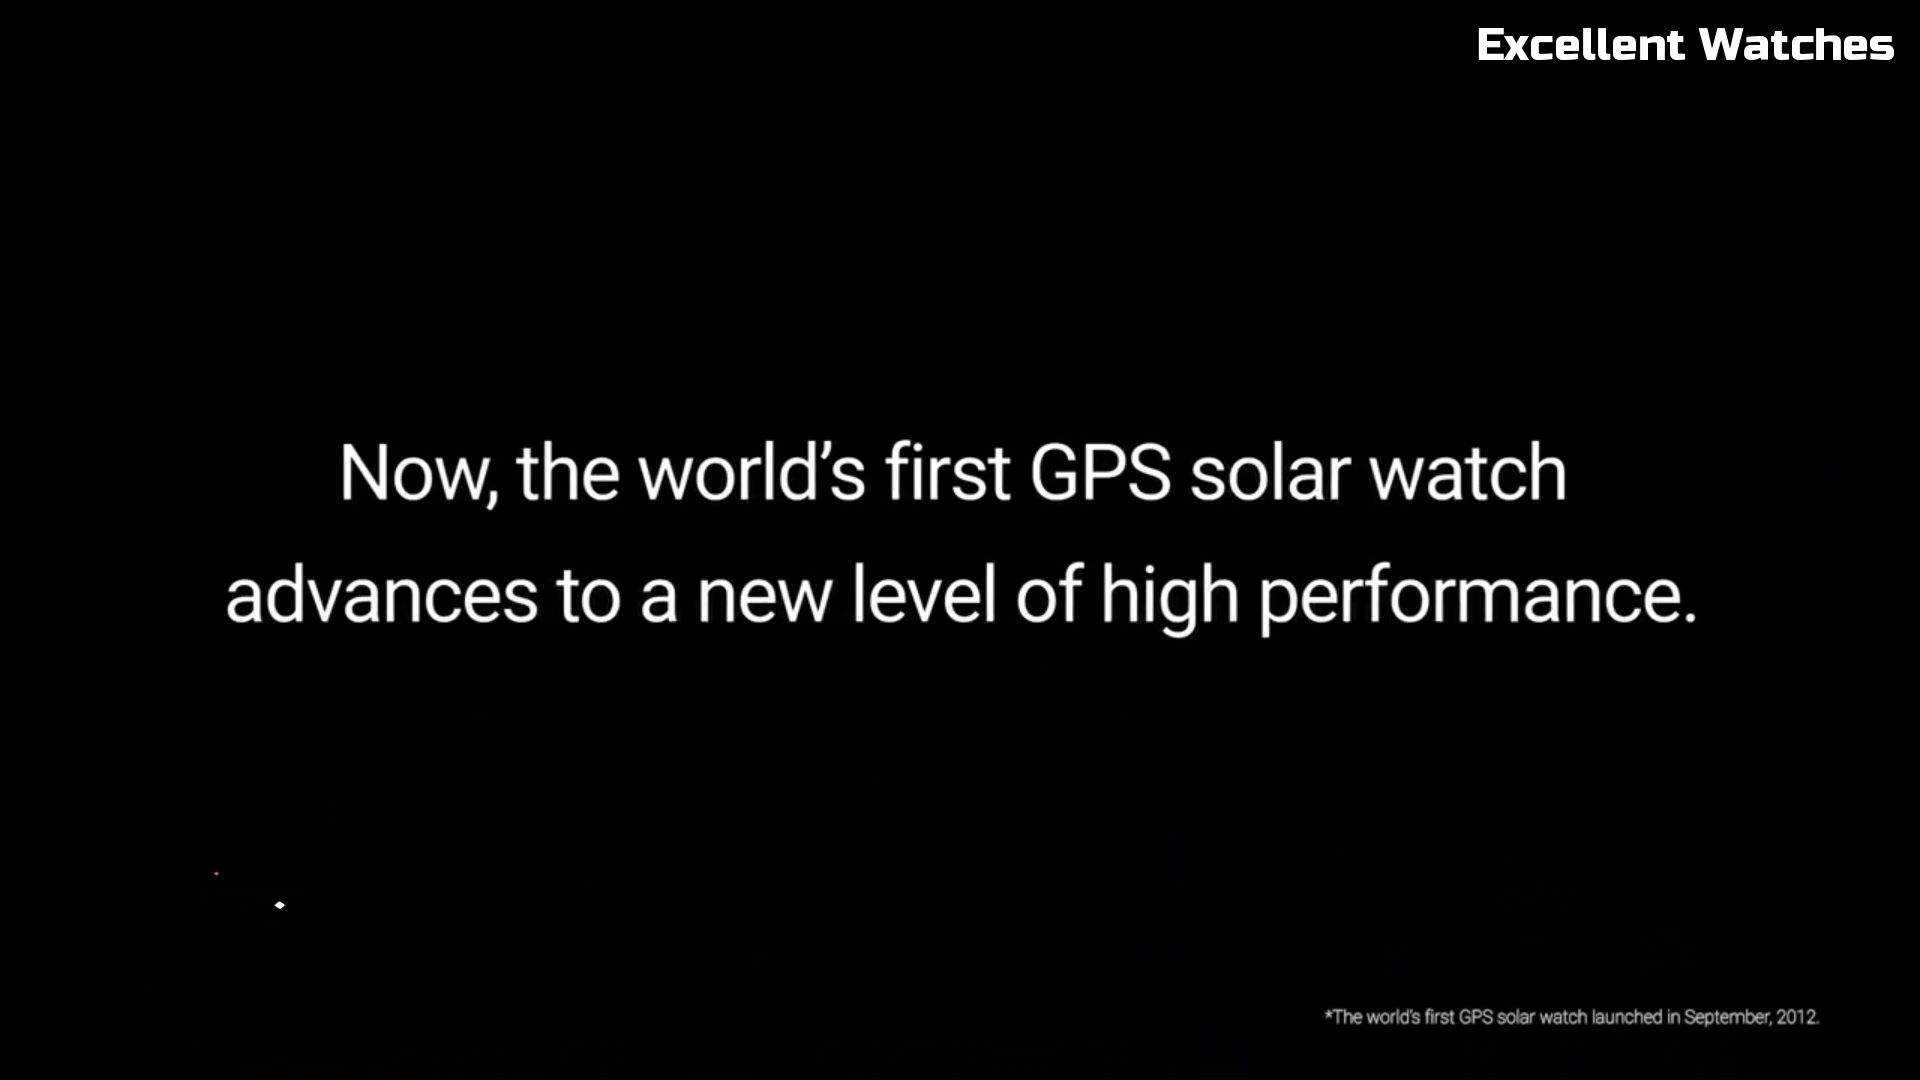 Excellent Watches
Now, the world’s first GPS solar watch
advances to a new level of high performance.
*The world's first GPS solar watch launched in September, 2012.